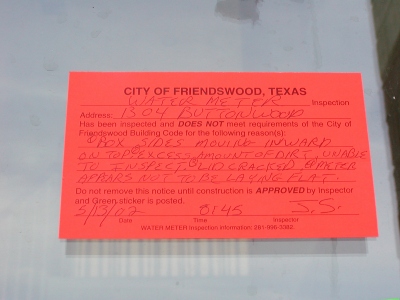 CITY OF FRIENDSWOOD, TEXAS
WATER METER Inspection
Address: 1304 BUTTONWOOD
Has been inspected and DOES NOT meet requirements of the City of
Friendswood Building Code for the following reason(s):
① BOX SIDES MOVING INWARD
ON TOP ② EXCESS AMOUNT OF DIRT, UNABLE
TO INSPECT ③ LID CRACKED ④ METER
APPEARS NOT TO BE LAYING FLAT.
Do not remove this notice until construction is APPROVED by Inspector
and Green sticker is posted.
5/13/02 8:45 J.S.
Date Time Inspector
WATER METER Inspection information: 281-996-3382